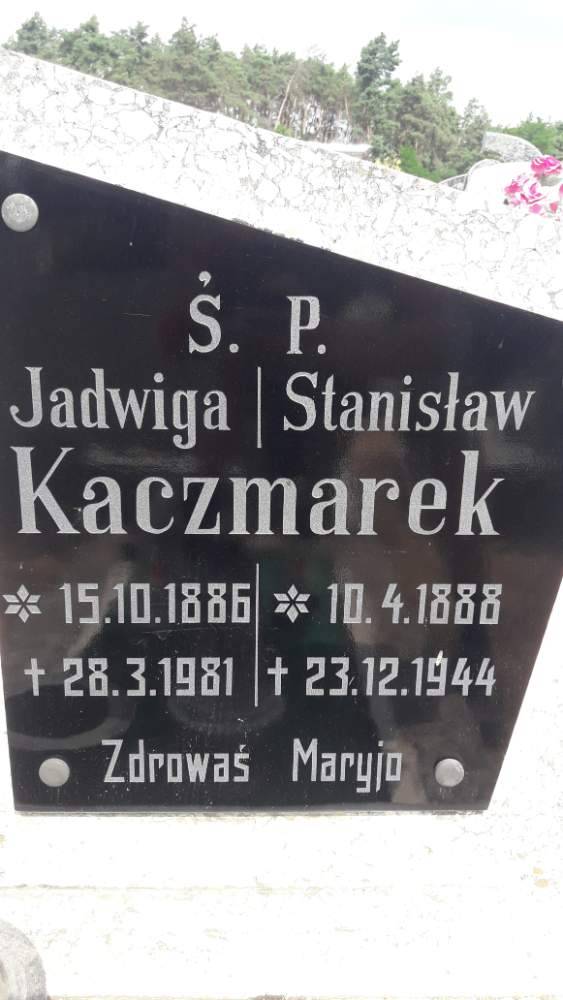 Ś. P.
Jadwiga | Stanisław
Kaczmarek
* 15.10.1886 | * 10.4.1888
† 28.3.1981 | † 23.12.1944
Zdrowaś Maryjo